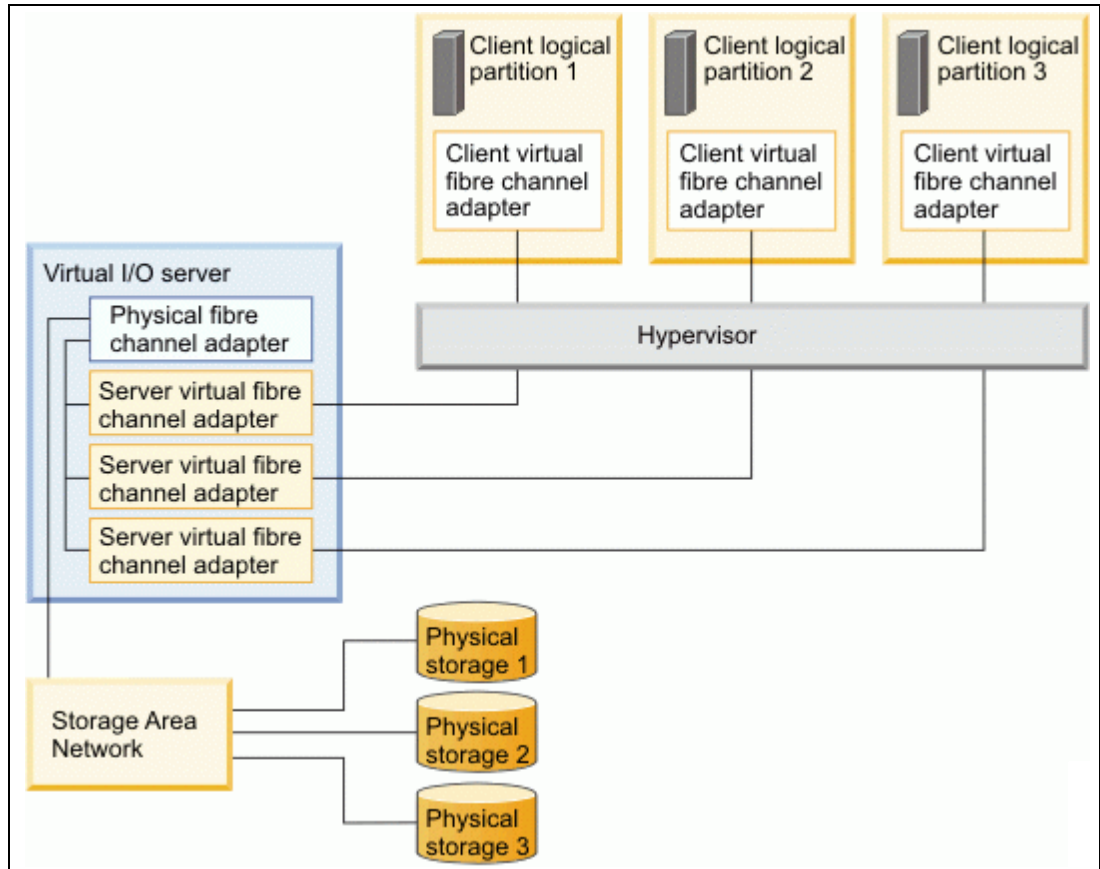 Client logical
partition 1
Client logical
partition 2
Client logical
partition 3
Client virtual
fibre channel
adapter
Client virtual
fibre channel
adapter
Client virtual
fibre channel
adapter
Virtual I/O server
Physical fibre
channel adapter
Hypervisor
Server virtual fibre
channel adapter
Server virtual fibre
channel adapter
Server virtual fibre
channel adapter
Physical
storage 1
Storage Area
Network
Physical
storage 2
Physical
storage 3